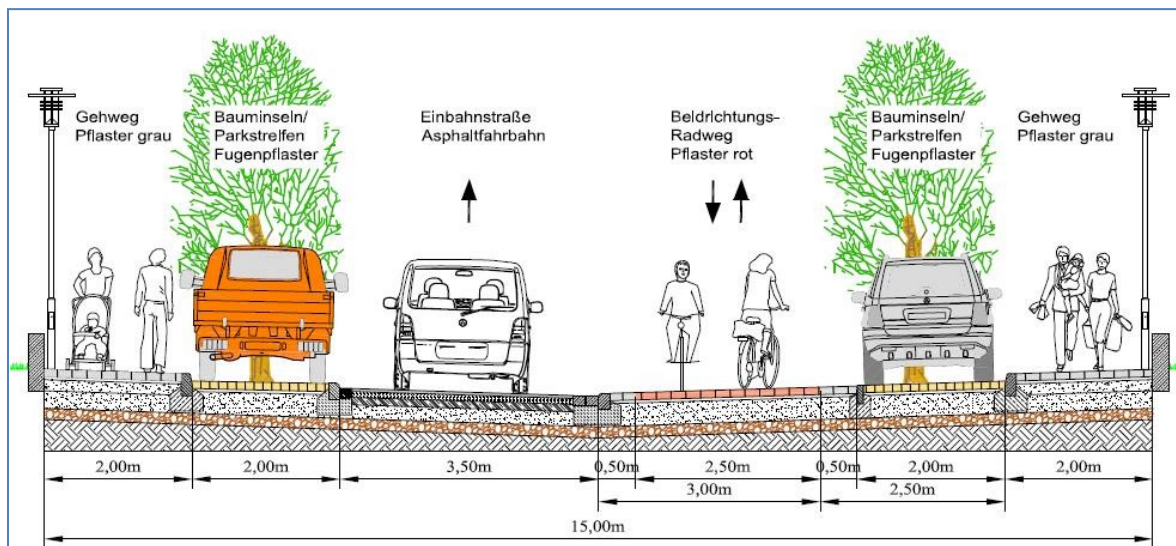 Gehweg
Pflaster grau
Bauminseln/
Parkstrelfen
Fugenpflaster
Einbahnstraße
Asphaltfahrbahn
Beldrichtungs-
Radweg
Pflaster rot
Bauminseln/
Parkstrelfen
Fugenpflaster
Gehweg
Pflaster grau
2,00m
2,00m
3,50m
0,50m
2,50m
0,50m
2,00m
2,00m
3,00m
2,50m
15,00m